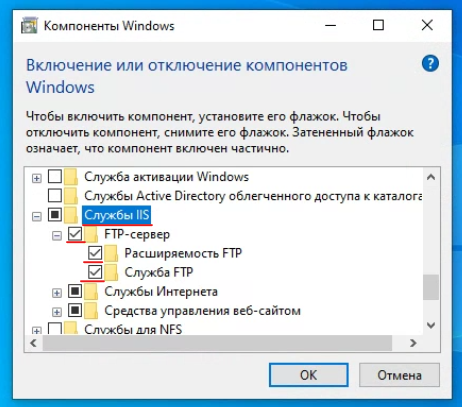 Компоненты Windows
Включение или отключение компонентов
Windows
?
Чтобы включить компонент, установите его флажок. Чтобы
отключить компонент, снимите его флажок. Затененный флажок
означает, что компонент включен частично.
Служба активации Windows
Службы Active Directory облегченного доступа к каталога
Службы IIS
FTP-сервер
Расширяемость FTP
Служба FTP
Службы Интернета
Средства управления веб-сайтом
Службы для NFS
ОК
Отмена